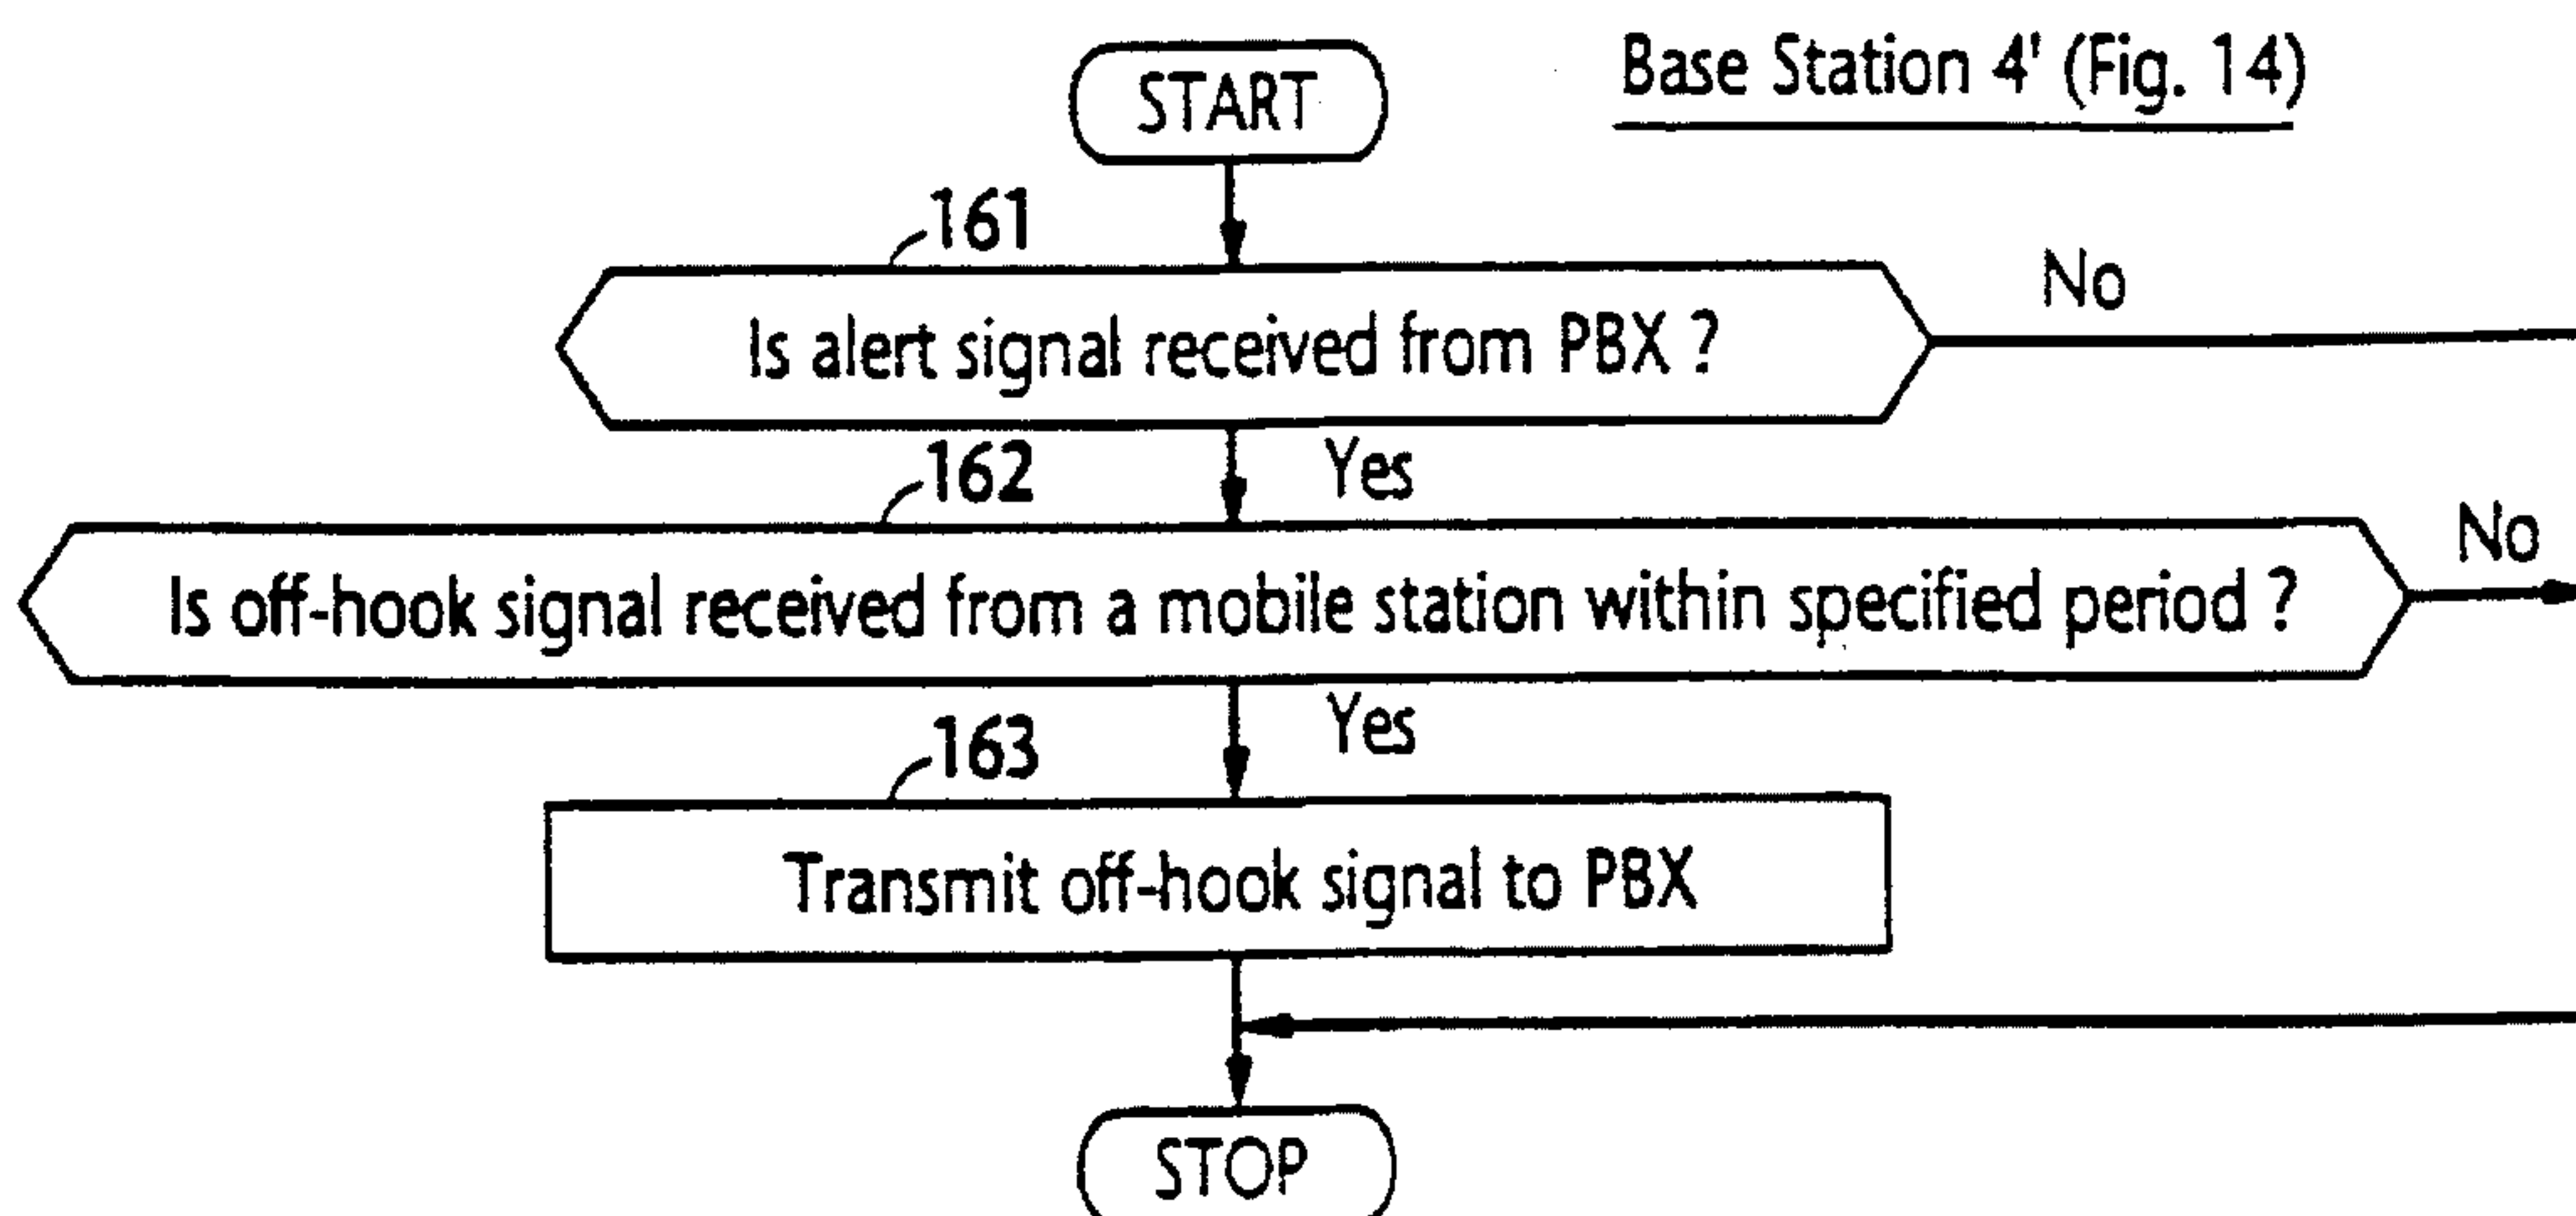 Base Station 4' (Fig. 14)
START
161
Is alert signal received from PBX ?
No
Yes
162
Is off-hook signal received from a mobile station within specified period ?
No
Yes
163
Transmit off-hook signal to PBX
STOP